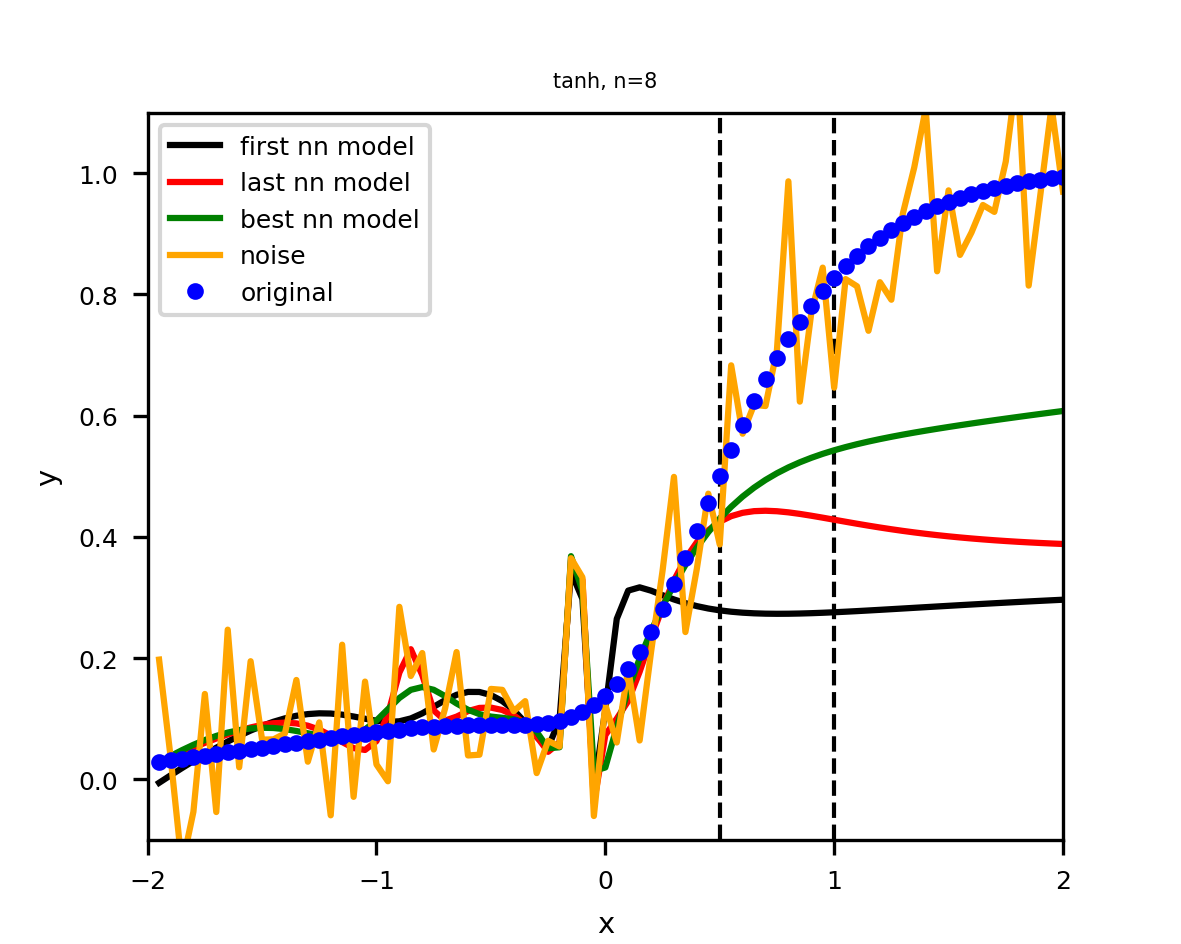 tanh, n=8
first nn model
last nn model
best nn model
noise
original
1.0
0.8
0.6
0.4
0.2
0.0
y
−2
−1
0
1
2
x